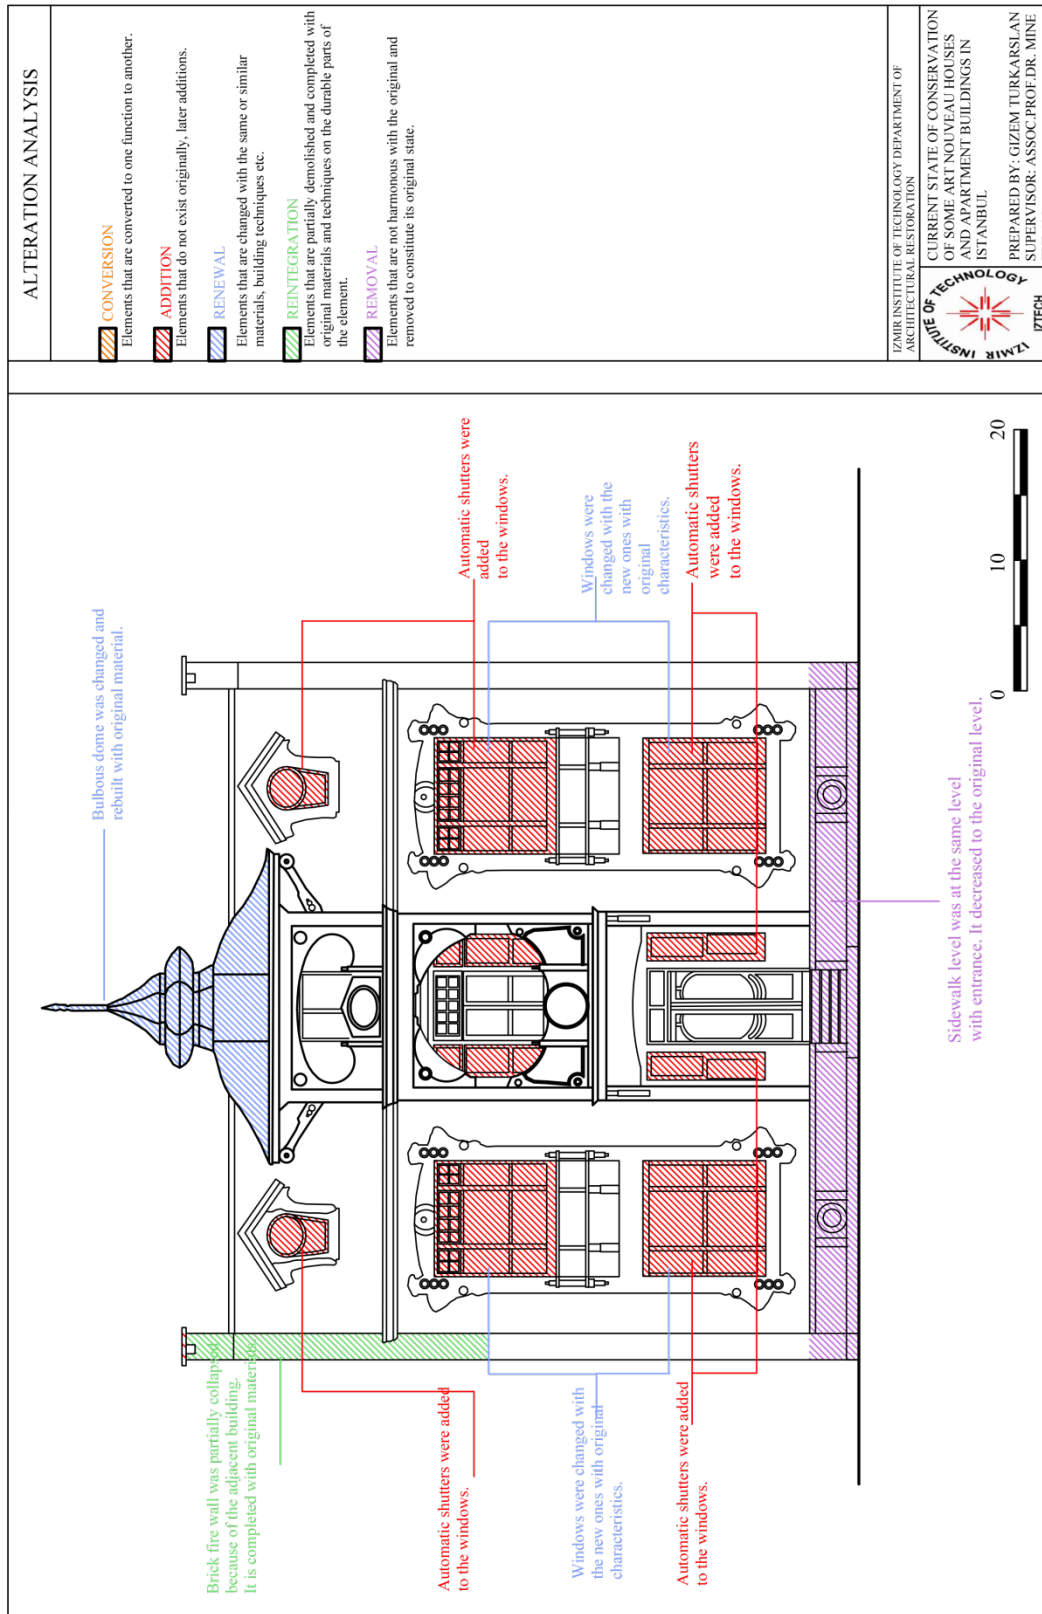 ALTERATION ANALYSIS
CONVERSION
Elements that are converted to one function to another.
ADDITION
Elements that do not exist originally, later additions.
RENEWAL
Elements that are changed with the same or similar
materials, building techniques etc.
REINTEGRATION
Elements that are partially demolished and completed with
original materials and techniques on the durable parts of
the element.
REMOVAL
Elements that are not harmonous with the original and
removed to constitute its original state.
IZMIR INSTITUTE OF TECHNOLOGY DEPARTMENT OF
ARCHITECTURAL RESTORATION
IZMIR INSTITUTE OF TECHNOLOGY
IZTECH
CURRENT STATE OF CONSERVATION
OF SOME ART NOUVEAU HOUSES
AND APARTMENT BUILDINGS IN
ISTANBUL
PREPARED BY: GIZEM TURKARSLAN
SUPERVISOR: ASSOC.PROF.DR. MINE
Bulbous dome was changed and
rebuilt with original material.
Brick fire wall was partially collapsed
because of the adjacent building.
It is completed with original materials
Automatic shutters were added
to the windows.
Windows were changed with
the new ones with original
characteristics.
Automatic shutters were added
to the windows.
Automatic shutters were
added
to the windows.
Windows were
changed with the
new ones with
original
characteristics.
Automatic shutters
were added
to the windows.
Sidewalk level was at the same level
with entrance. It decreased to the original level.
0 10 20